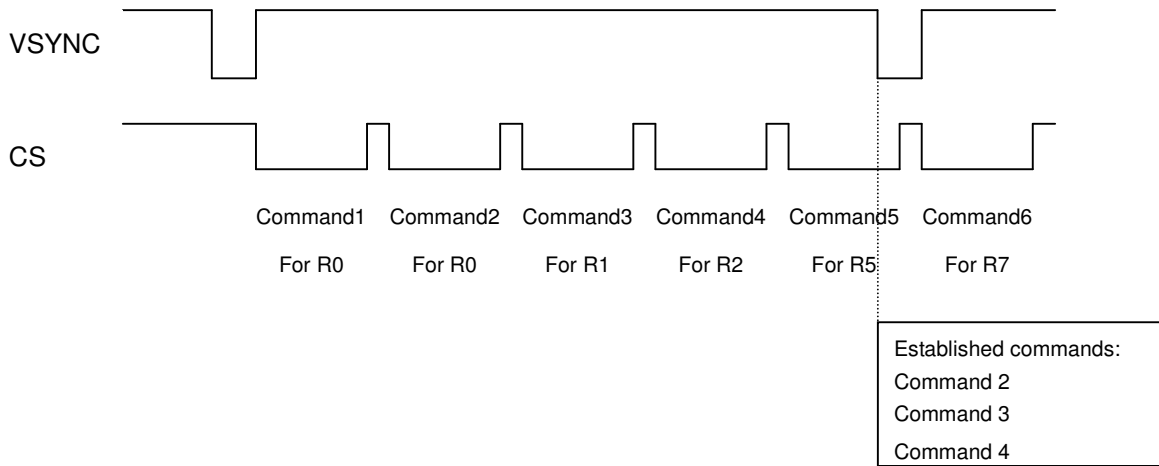 VSYNC
CS
Command1 Command2 Command3 Command4 Command5 Command6
For R0 For R0 For R1 For R2 For R5 For R7
Established commands:
Command 2
Command 3
Command 4